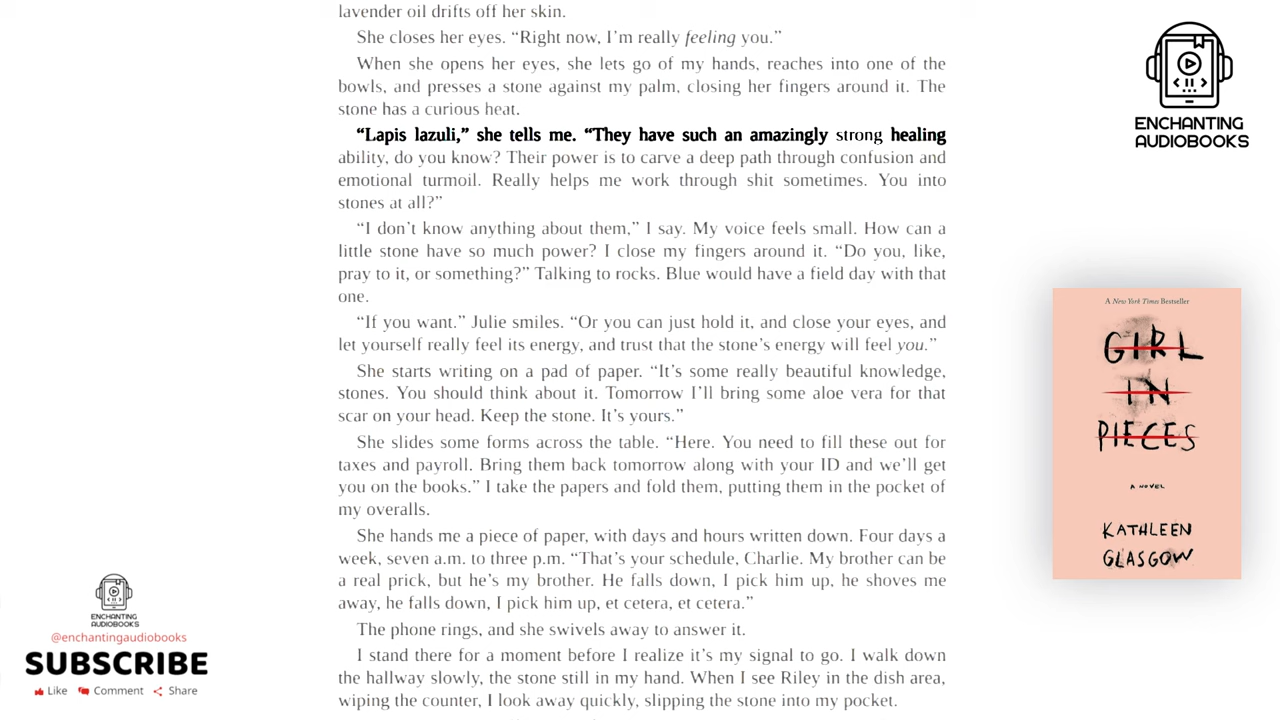 lavender oil drifts off her skin.
She closes her eyes. “Right now, I’m really feeling you.”
When she opens her eyes, she lets go of my hands, reaches into one of the
bowls, and presses a stone against my palm, closing her fingers around it. The
stone has a curious heat.
“Lapis lazuli,” she tells me. “They have such an amazingly strong healing
ability, do you know? Their power is to carve a deep path through confusion and
emotional turmoil. Really helps me work through shit sometimes. You into
stones at all?”
“I don’t know anything about them,” I say. My voice feels small. How can a
little stone have so much power? I close my fingers around it. “Do you, like,
pray to it, or something?” Talking to rocks. Blue would have a field day with that
one.
“If you want.” Julie smiles. “Or you can just hold it, and close your eyes, and
let yourself really feel its energy, and trust that the stone’s energy will feel you.”
She starts writing on a pad of paper. “It’s some really beautiful knowledge,
stones. You should think about it. Tomorrow I’ll bring some aloe vera for that
scar on your head. Keep the stone. It’s yours.”
She slides some forms across the table. “Here. You need to fill these out for
taxes and payroll. Bring them back tomorrow along with your ID and we’ll get
you on the books.” I take the papers and fold them, putting them in the pocket of
my overalls.
She hands me a piece of paper, with days and hours written down. Four days a
week, seven a.m. to three p.m. “That’s your schedule, Charlie. My brother can be
a real prick, but he’s my brother. He falls down, I pick him up, he shoves me
away, he falls down, I pick him up, et cetera, et cetera.”
The phone rings, and she swivels away to answer it.
I stand there for a moment before I realize it’s my signal to go. I walk down
the hallway slowly, the stone still in my hand. When I see Riley in the dish area,
wiping the counter, I look away quickly, slipping the stone into my pocket.
ENCHANTING
AUDIOBOOKS
A New York Times Bestseller
GIRL
IN
PIECES
A NOVEL
KATHLEEN
GLASGOW
ENCHANTING
AUDIOBOOKS
@enchantingaudiobooks
SUBSCRIBE
Like Comment Share